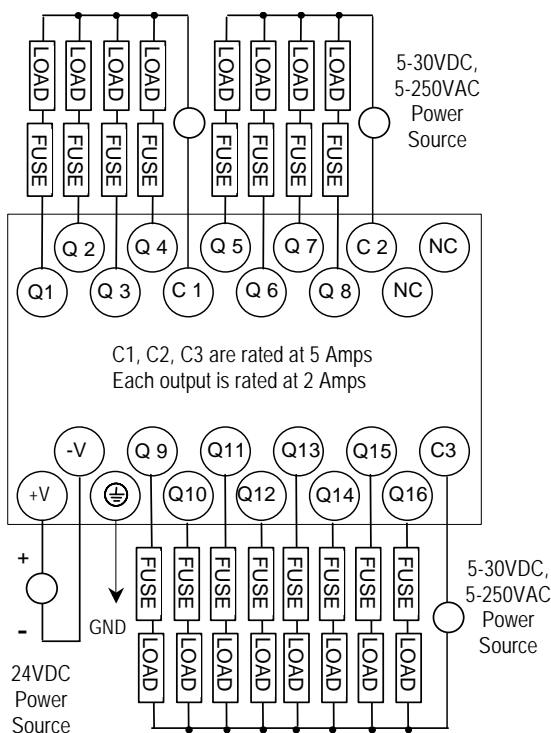 LOAD LOAD LOAD LOAD LOAD LOAD LOAD LOAD
FUSE FUSE FUSE FUSE FUSE FUSE FUSE FUSE
5-30VDC,
5-250VAC
Power
Source
Q 2 Q 4 Q 5 Q 7 C 2 NC
Q1 Q 3 C 1 Q 6 Q 8 NC
C1, C2, C3 are rated at 5 Amps
Each output is rated at 2 Amps
-V Q 9 Q11 Q13 Q15 C3
+V Q10 Q12 Q14 Q16
+
-
GND
24VDC
Power
Source
FUSE FUSE FUSE FUSE FUSE FUSE FUSE FUSE
LOAD LOAD LOAD LOAD LOAD LOAD LOAD LOAD
5-30VDC,
5-250VAC
Power
Source